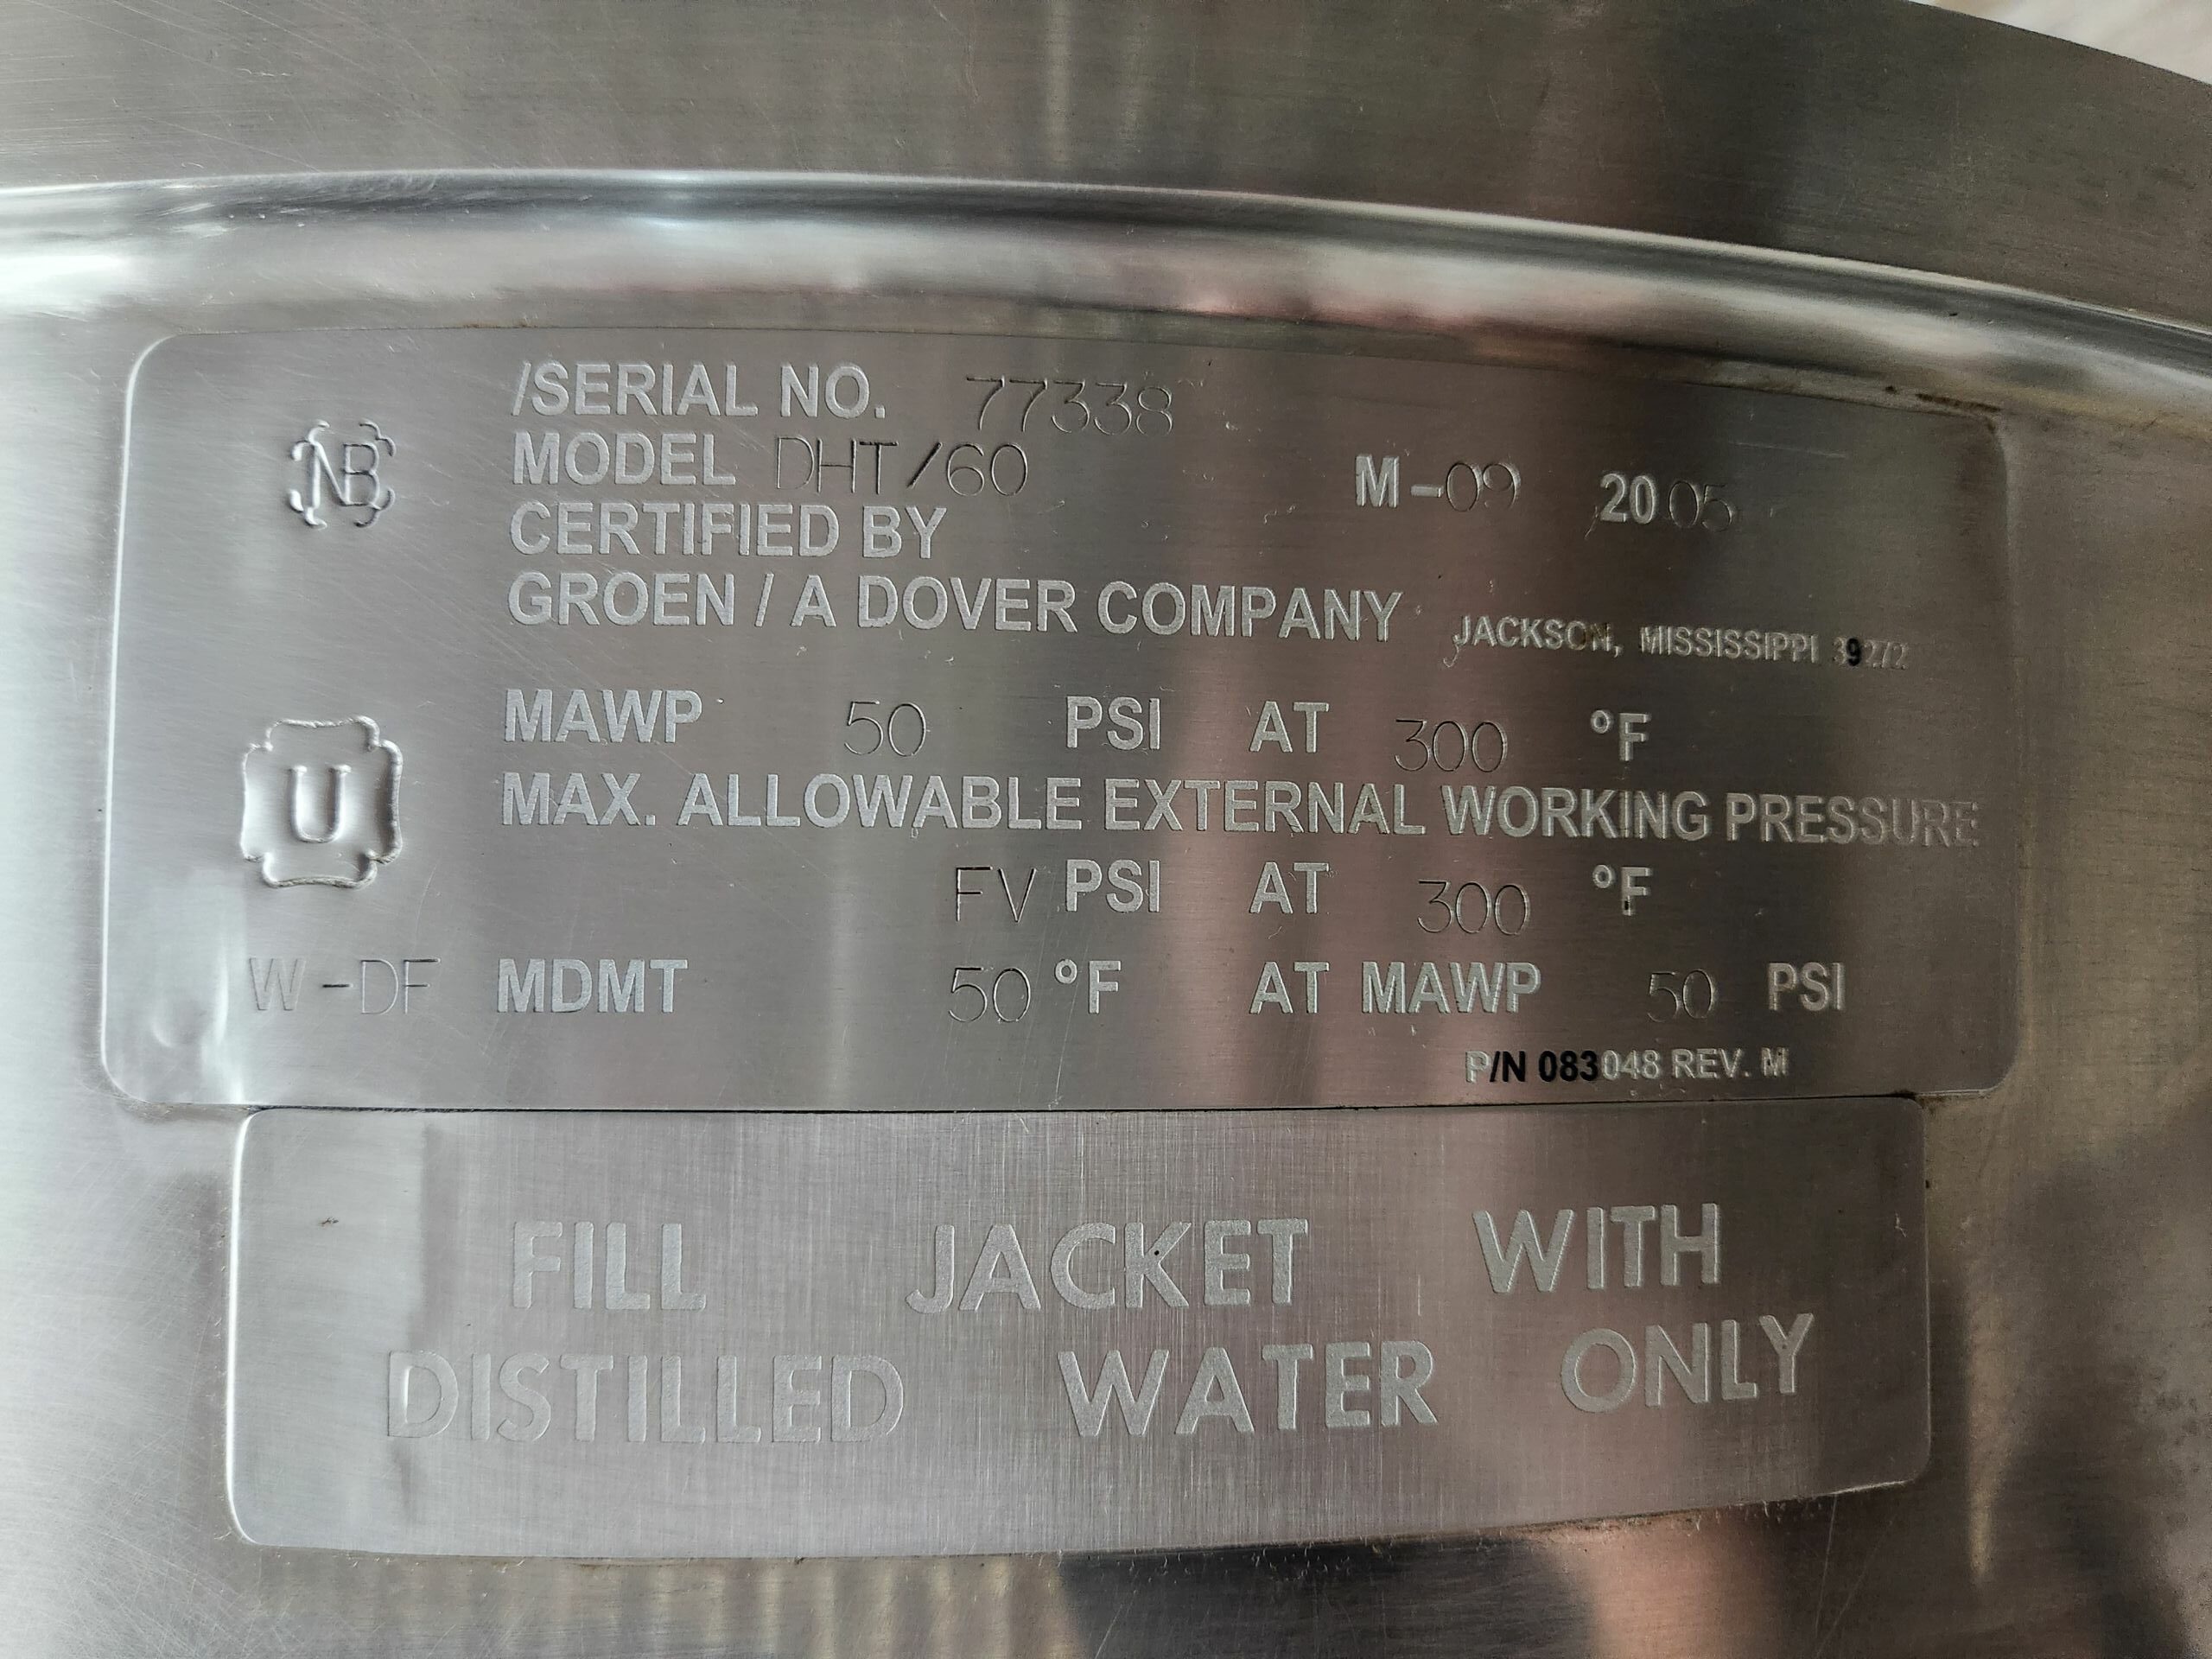 /SERIAL NO. 77338
NB
MODEL DHT/60 M-09 2005
CERTIFIED BY
GROEN / A DOVER COMPANY JACKSON, MISSISSIPPI 39272
MAWP 50 PSI AT 300 °F
U
MAX. ALLOWABLE EXTERNAL WORKING PRESSURE
FV PSI AT 300 °F
W-DF MDMT 50 °F AT MAWP 50 PSI
P/N 083048 REV. M
FILL JACKET WITH
DISTILLED WATER ONLY